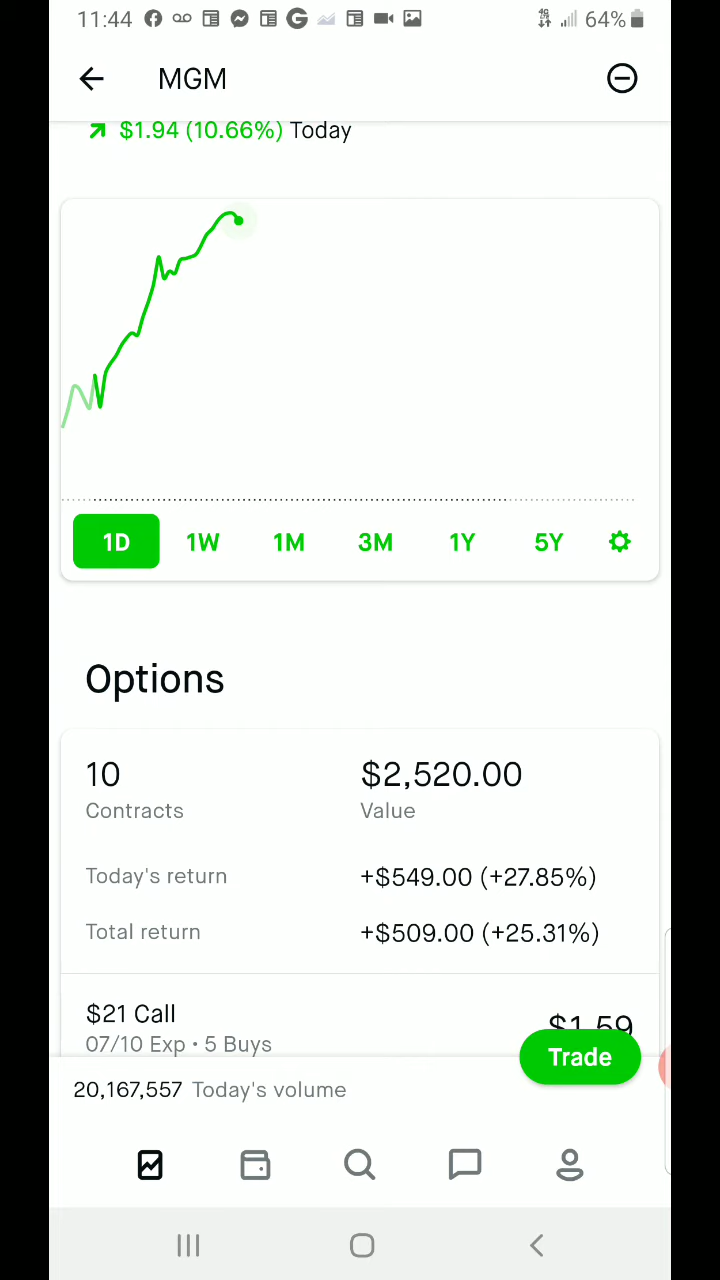 11:44 64%
MGM
$1.94 (10.66%) Today
1D 1W 1M 3M 1Y 5Y
Options
10 $2,520.00
Contracts Value
Today's return +$549.00 (+27.85%)
Total return +$509.00 (+25.31%)
$21 Call $1.59
07/10 Exp • 5 Buys
Trade
20,167,557 Today's volume